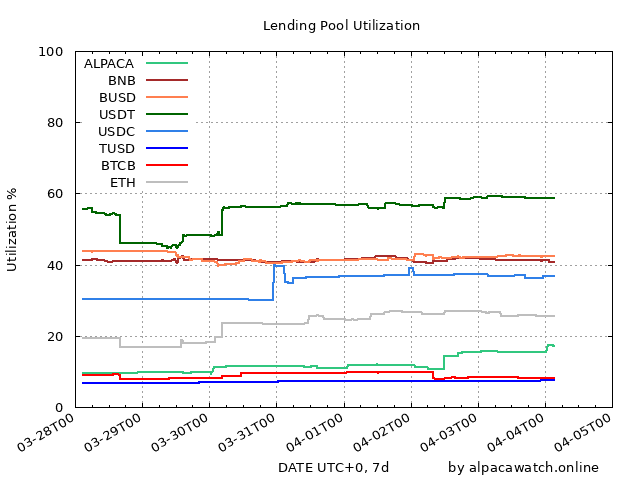 Lending Pool Utilization
100
80
60
40
20
0
Utilization %
ALPACA
BNB
BUSD
USDT
USDC
TUSD
BTCB
ETH
03-28T00
03-29T00
03-30T00
03-31T00
04-01T00
04-02T00
04-03T00
04-04T00
04-05T00
DATE UTC+0, 7d
by alpacawatch.online